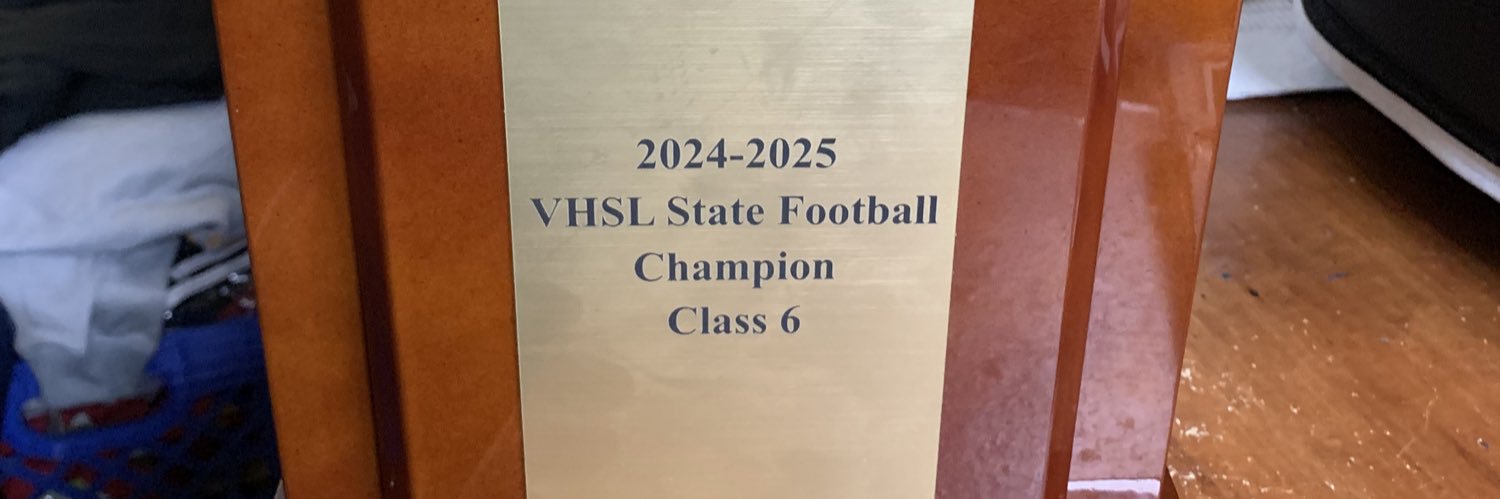 2024-2025
VHSL State Football
Champion
Class 6